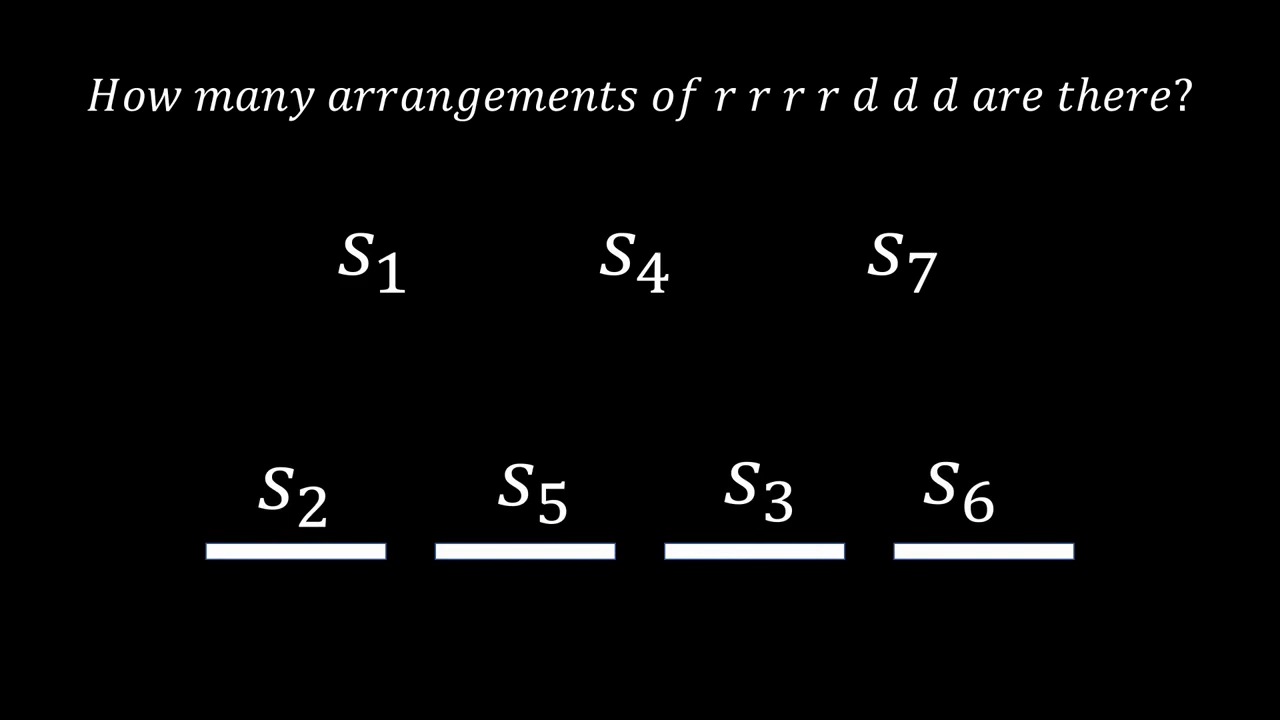 How many arrangements of r r r r d d d are there?
s₁ s₄ s₇
s₂ s₅ s₃ s₆